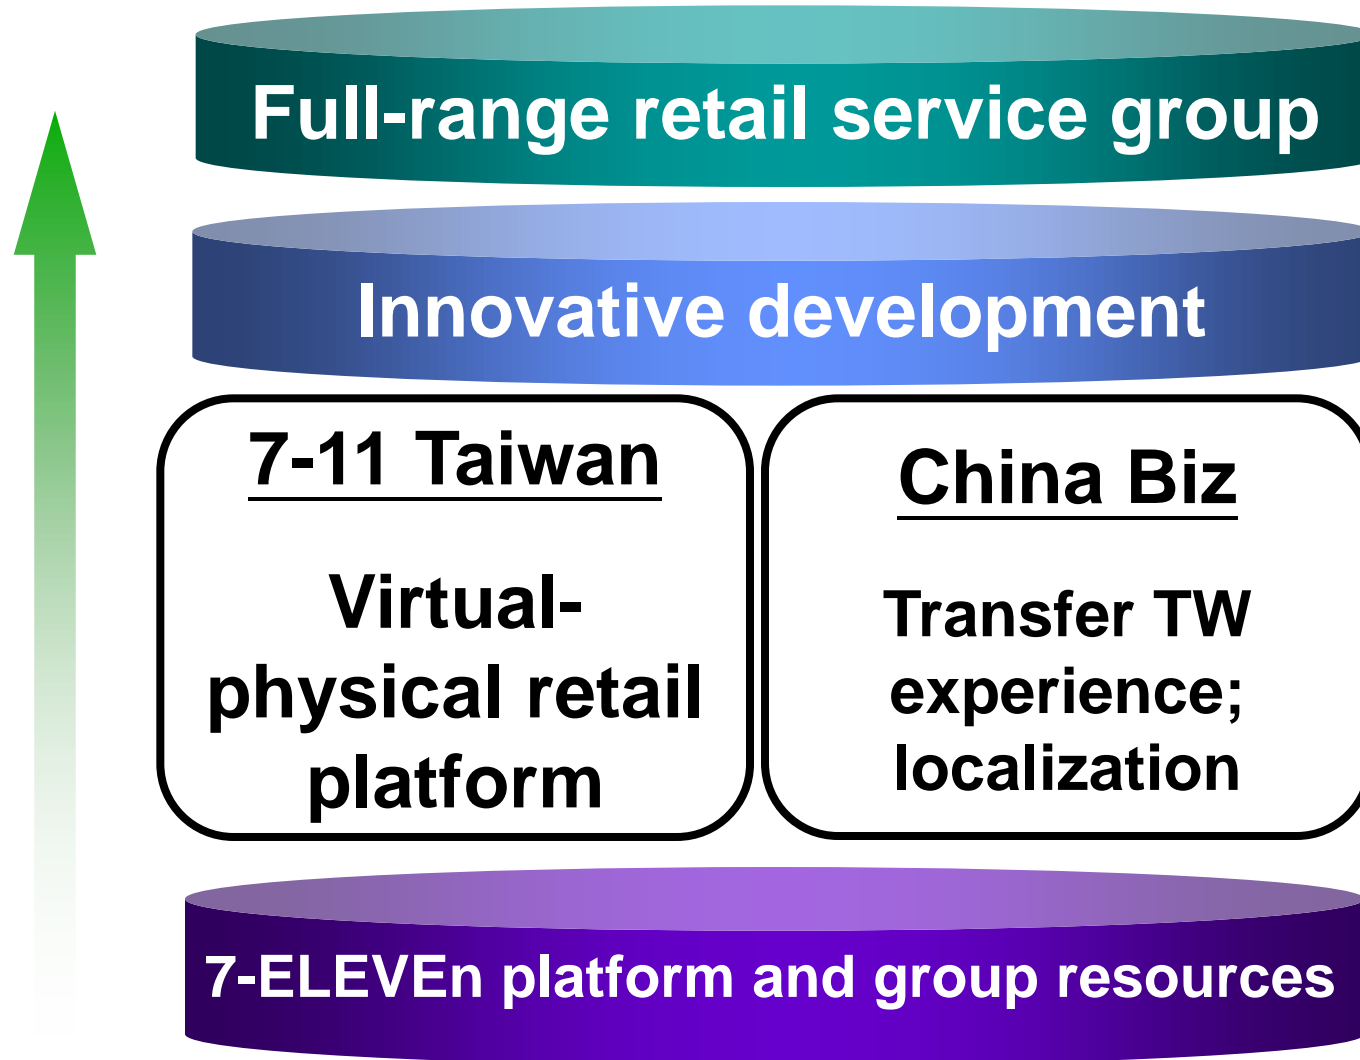 Full-range retail service group
Innovative development
7-11 Taiwan
Virtual-
physical retail
platform
China Biz
Transfer TW
experience;
localization
7-ELEVEn platform and group resources